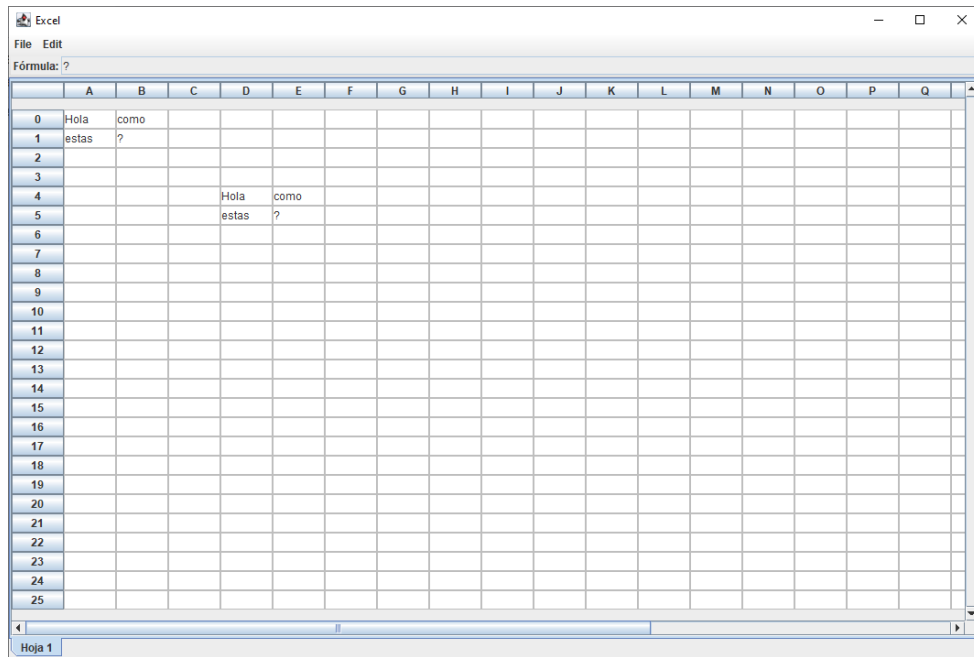 Excel
File Edit
Fórmula: ?
A B C D E F G H I J K L M N O P Q
0 Hola como
1 estas ?
2
3
4 Hola como
5 estas ?
6
7
8
9
10
11
12
13
14
15
16
17
18
19
20
21
22
23
24
25
Hoja 1